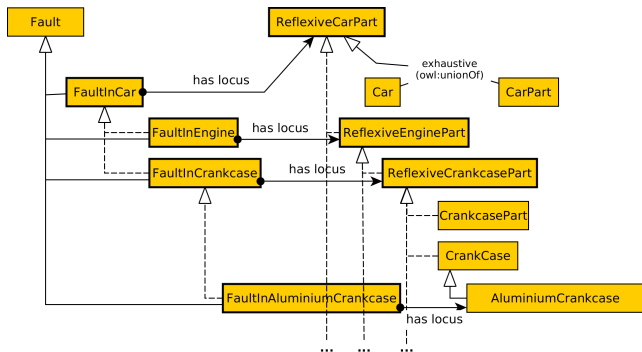 Fault
ReflexiveCarPart
exhaustive
(owl:unionOf)
has locus
FaultInCar
Car
CarPart
has locus
FaultInEngine
ReflexiveEnginePart
has locus
FaultInCrankcase
ReflexiveCrankcasePart
CrankcasePart
CrankCase
FaultInAluminiumCrankcase
AluminiumCrankcase
has locus
... ... ...